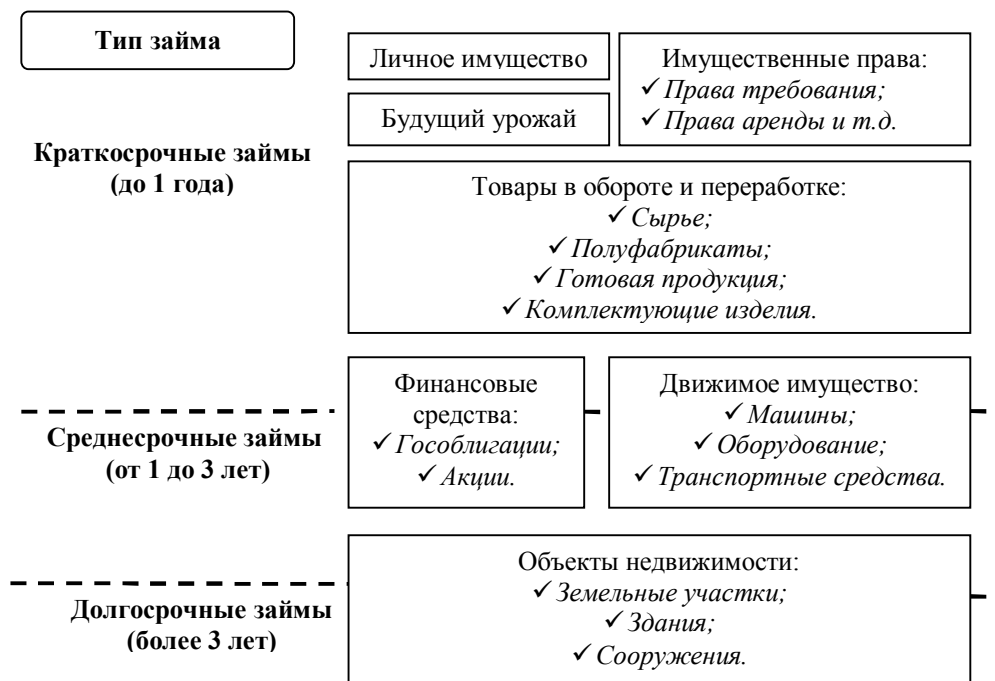 Тип займа
Краткосрочные займы
(до 1 года)
Личное имущество
Будущий урожай
Имущественные права:
✓ Права требования;
✓ Права аренды и т.д.
Товары в обороте и переработке:
✓ Сырье;
✓ Полуфабрикаты;
✓ Готовая продукция;
✓ Комплектующие изделия.
Среднесрочные займы
(от 1 до 3 лет)
Финансовые
средства:
✓ Гособлигации;
✓ Акции.
Движимое имущество:
✓ Машины;
✓ Оборудование;
✓ Транспортные средства.
Долгосрочные займы
(более 3 лет)
Объекты недвижимости:
✓ Земельные участки;
✓ Здания;
✓ Сооружения.